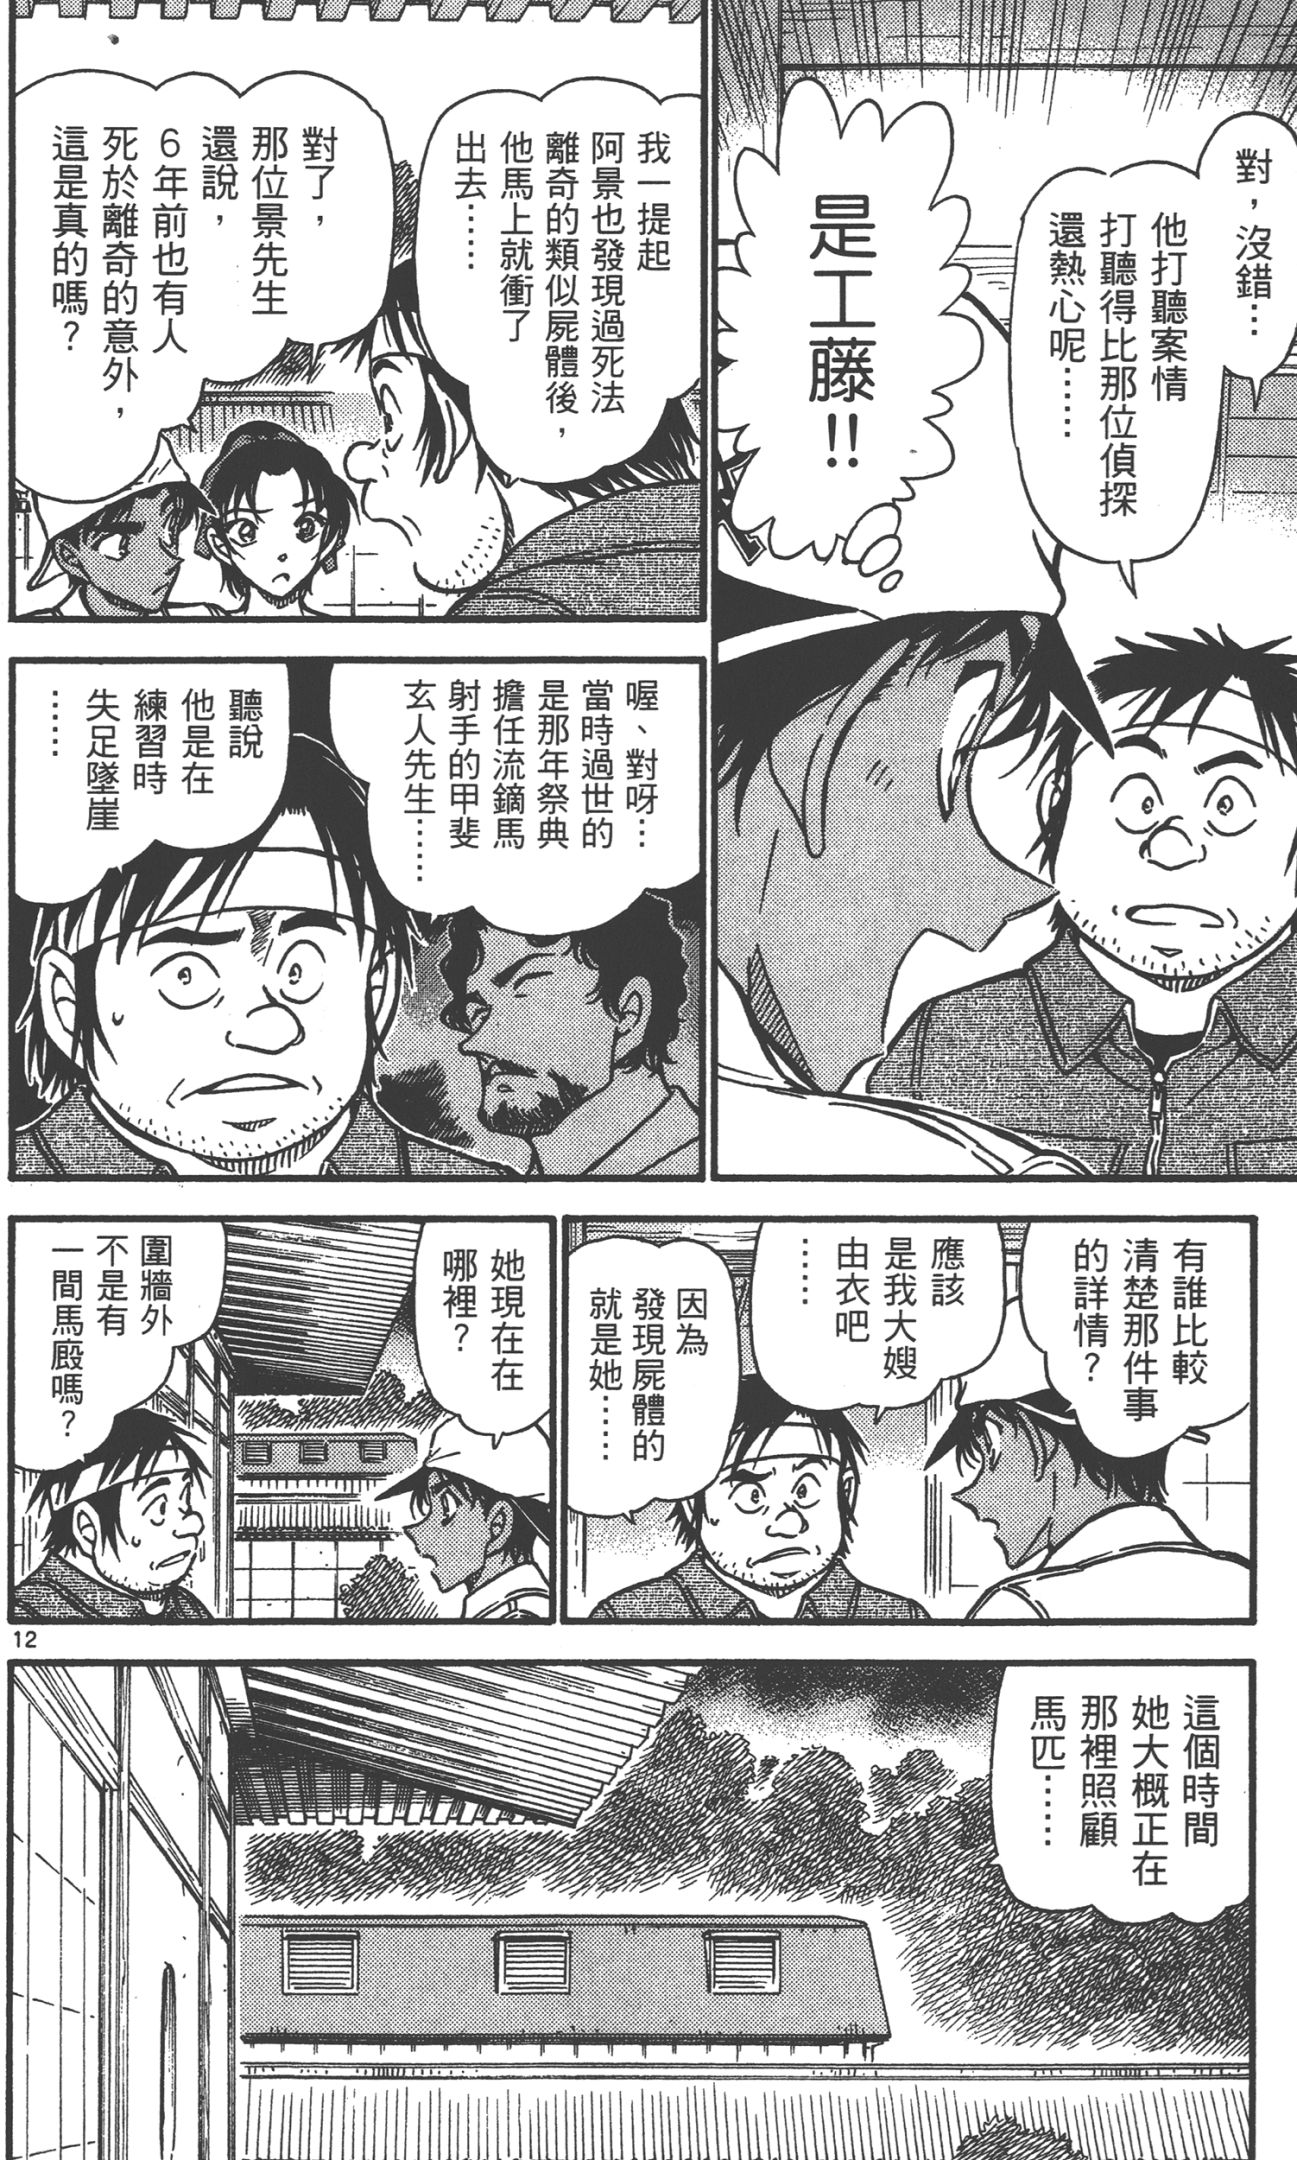 對，沒錯…
他打聽案情
打聽得比那位偵探
還熱心呢……
是工藤!!
我一提起
阿景也發現過死法
離奇的類似屍體後，
他馬上就衝了
出去……
對了，
那位景先生
還說，
6年前也有人
死於離奇的意外，
這是真的嗎？
喔、對呀…
當時過世的
是那年祭典
擔任流鏑馬
射手的甲斐
玄人先生……
聽說
他是在
練習時
失足墜崖
……
有誰比較
清楚那件事
的詳情？
應該
是我大嫂
由衣吧
……
因為
發現屍體的
就是她……
她現在在
哪裡？
圍牆外
不是有
一間馬廄嗎？
12
這個時間
她大概正在
那裡照顧
馬匹……